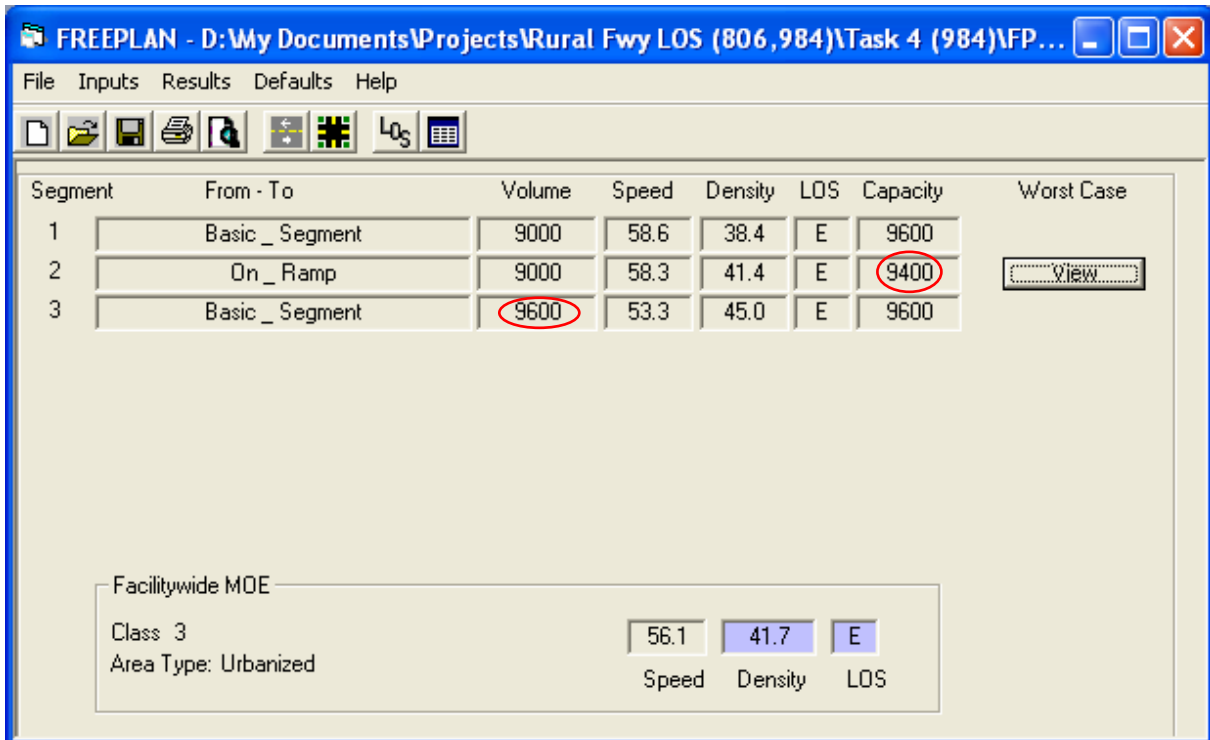 FREEPLAN - D:\My Documents\Projects\Rural Fwy LOS (806,984)\Task 4 (984)\FP...
File Inputs Results Defaults Help
LOS
Segment From - To Volume Speed Density LOS Capacity Worst Case
1 Basic _ Segment 9000 58.6 38.4 E 9600
2 On _ Ramp 9000 58.3 41.4 E 9400 View
3 Basic _ Segment 9600 53.3 45.0 E 9600
Facilitywide MOE
Class 3 56.1 41.7 E
Area Type: Urbanized
Speed Density LOS